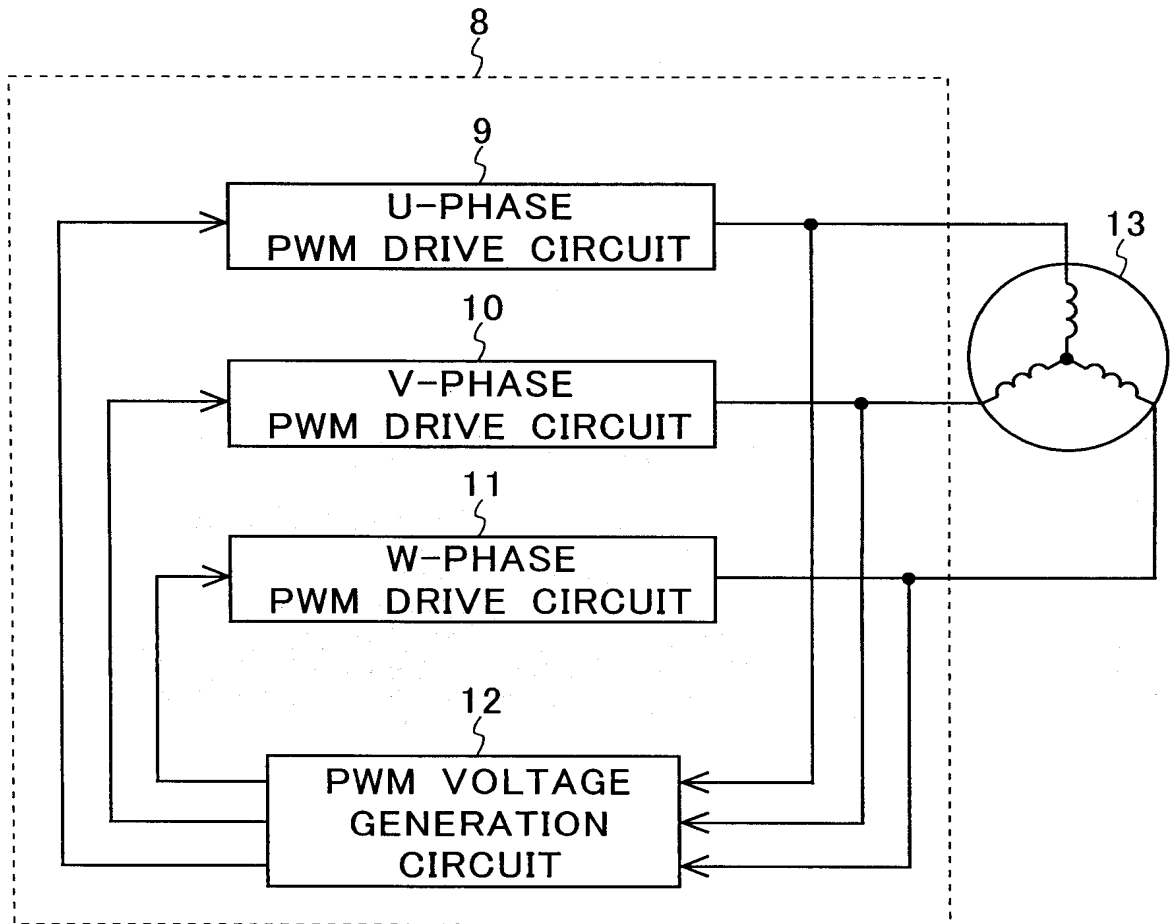 8
9
U-PHASE
PWM DRIVE CIRCUIT
13
10
V-PHASE
PWM DRIVE CIRCUIT
11
W-PHASE
PWM DRIVE CIRCUIT
12
PWM VOLTAGE
GENERATION
CIRCUIT